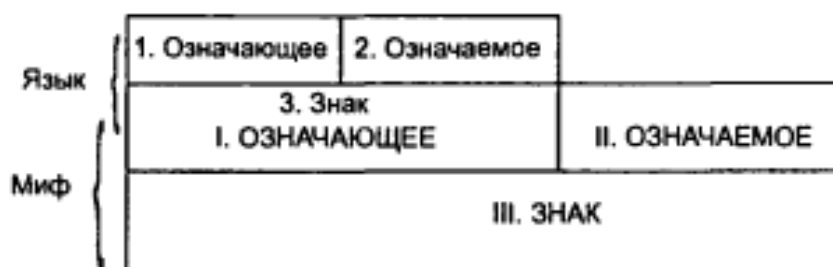 1. Означающее 2. Означаемое
Язык
3. Знак
I. ОЗНАЧАЮЩЕЕ II. ОЗНАЧАЕМОЕ
Миф
III. ЗНАК